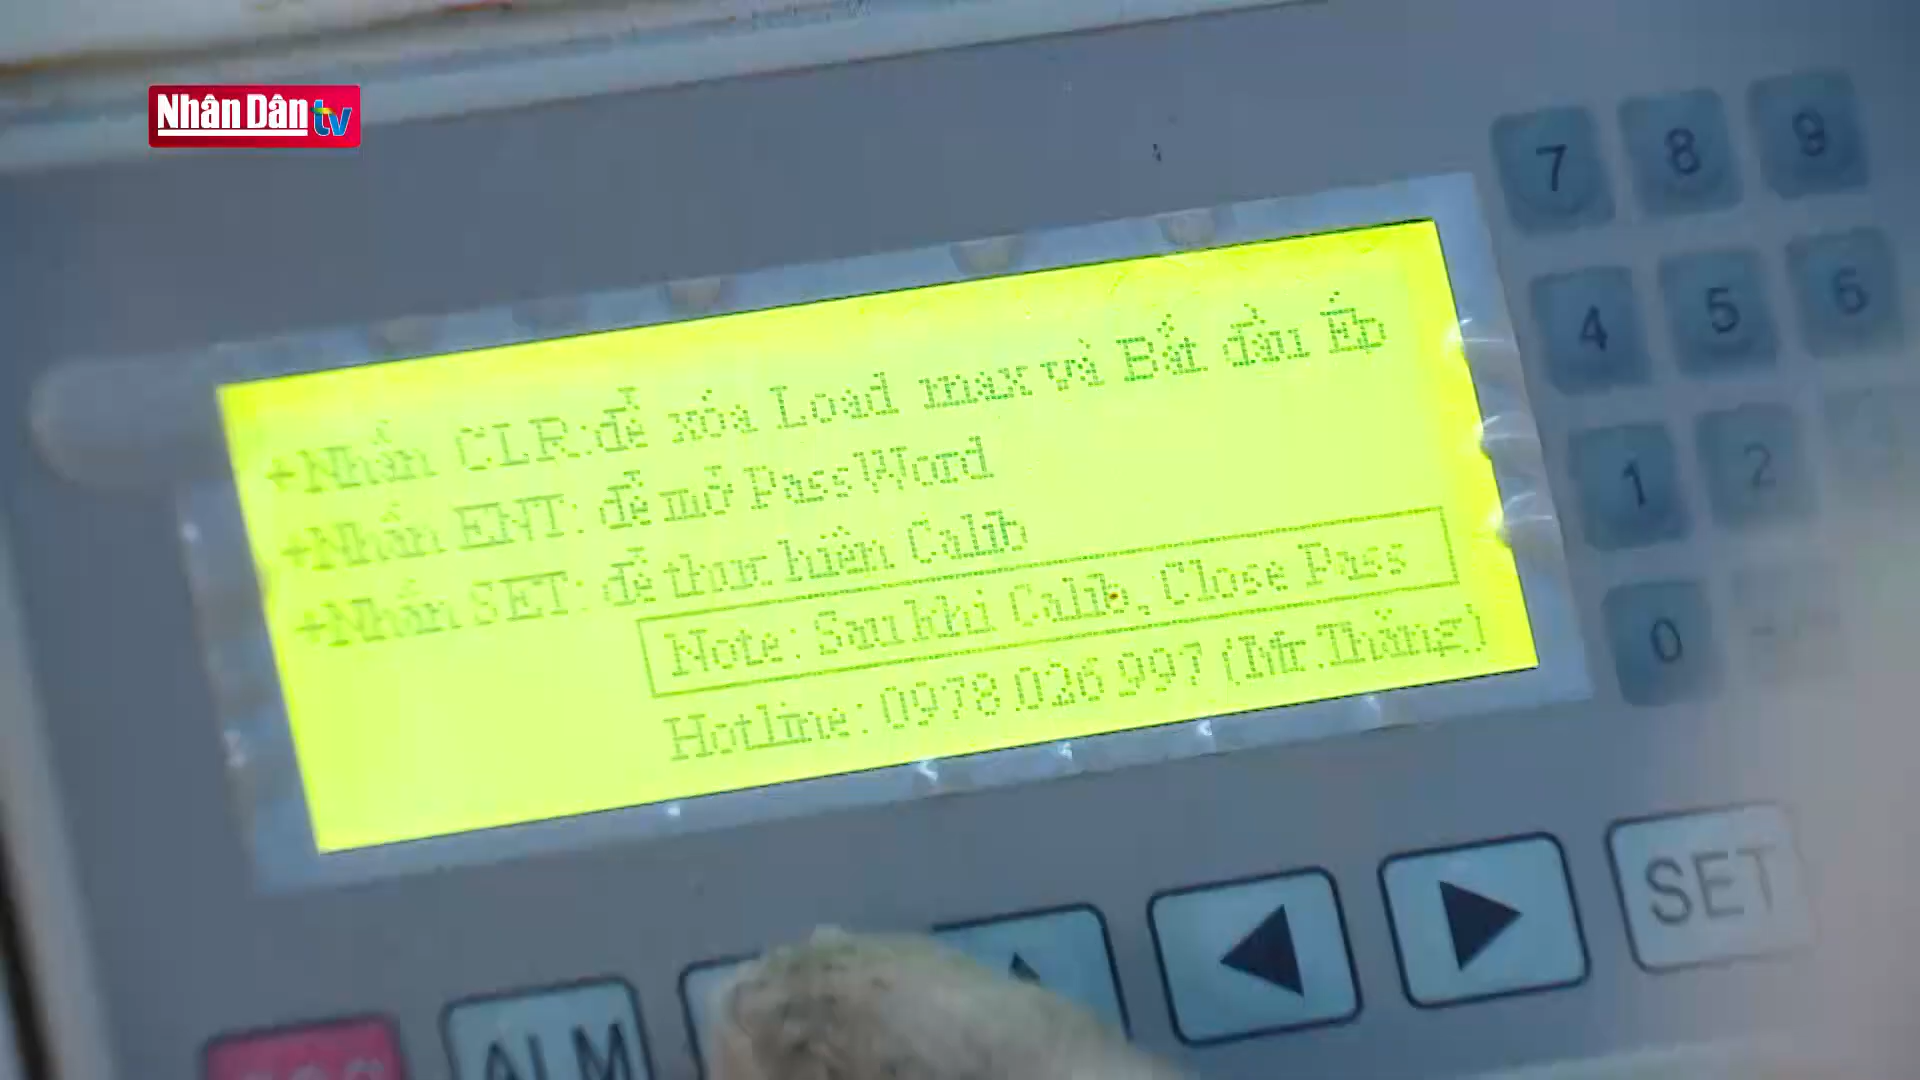 Nhân Dân tv
+Nhấn CLR:để xóa Load max và Bắt đầu Ép
+Nhấn ENT: để mở PassWord
+Nhấn SET: để thực hiện Calib
Note: Sau khi Calib, Close Pass
Hotline: 0978 026 997 (Mr.Thắng)
7 8 9
4 5 6
1 2
0
ALM
SET